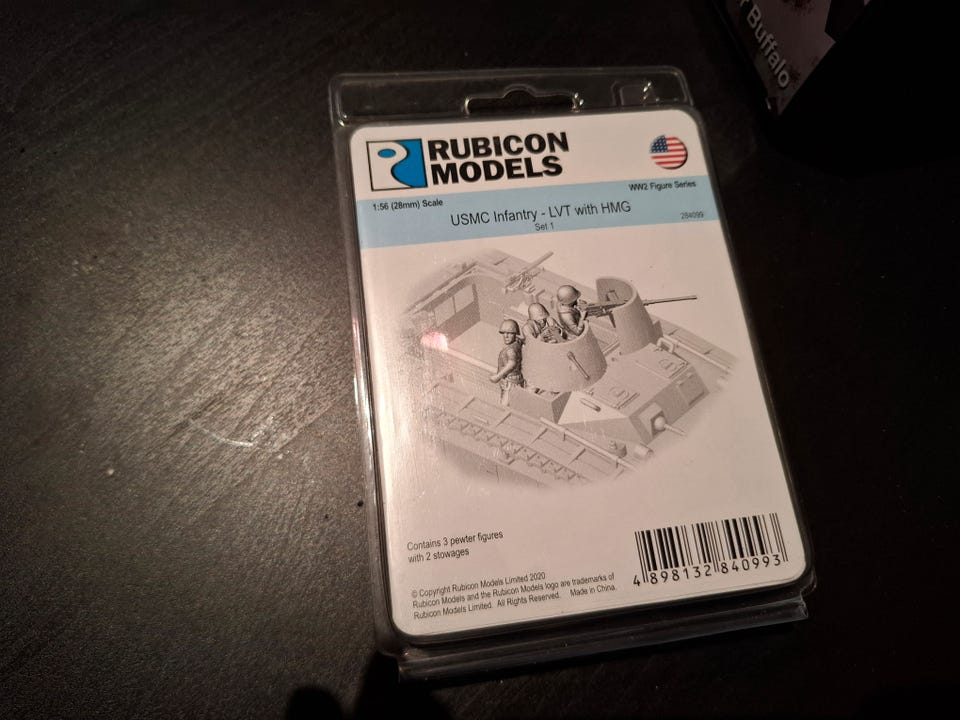 Buffalo
RUBICON
MODELS
1:56 (28mm) Scale
WW2 Figure Series
USMC Infantry - LVT with HMG
284099
Set 1
Contains 3 pewter figures
with 2 stowages
© Copyright Rubicon Models Limited 2020
Rubicon Models and the Rubicon Models logo are trademarks of
Rubicon Models Limited. All Rights Reserved. Made in China.
4 898132 840993